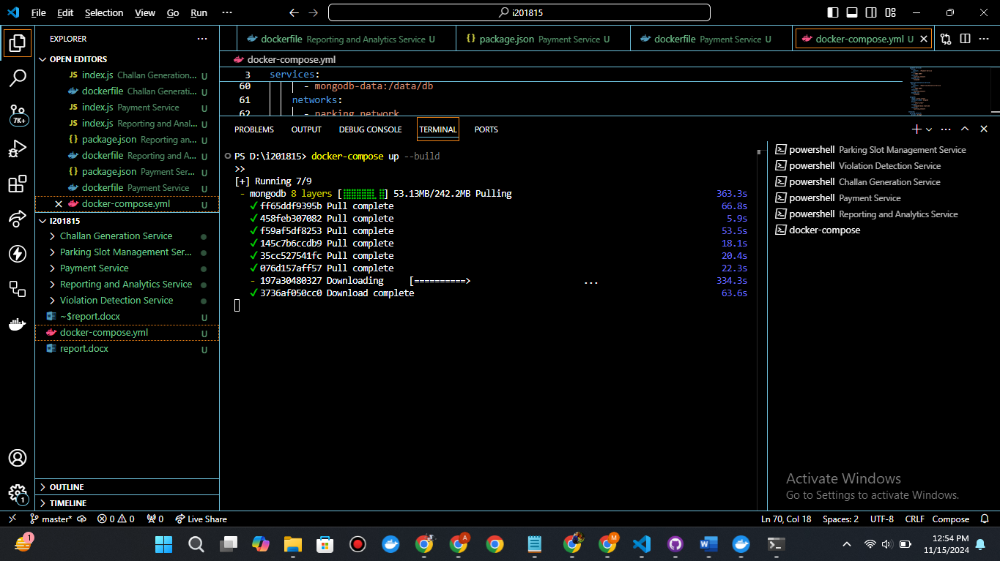 File Edit Selection View Go Run ···
i201815
EXPLORER
OPEN EDITORS
JS index.js Challan Generation... U
dockerfile Challan Generati... U
JS index.js Payment Service U
JS index.js Reporting and Anal... U
{} package.json Reporting an... U
dockerfile Reporting and A... U
{} package.json Payment Ser... U
dockerfile Payment Service U
docker-compose.yml U
I201815
Challan Generation Service
Parking Slot Management Ser...
Payment Service
Reporting and Analytics Service
Violation Detection Service
~$report.docx U
docker-compose.yml U
report.docx U
OUTLINE
TIMELINE
7K+
1
dockerfile Reporting and Analytics Service U
{} package.json Payment Service U
dockerfile Payment Service U
docker-compose.yml U
docker-compose.yml
3 services:
60 - mongodb-data:/data/db
61 networks:
62 - parking_network
PROBLEMS OUTPUT DEBUG CONSOLE TERMINAL PORTS
PS D:\i201815> docker-compose up --build
>>
[+] Running 7/9
- mongodb 8 layers [⣿⣿⣿⣿⣿⣿⣀⣿] 53.13MB/242.2MB Pulling 363.3s
✔ ff65ddf9395b Pull complete 66.8s
✔ 458feb307082 Pull complete 5.9s
✔ f59af5df8253 Pull complete 53.5s
✔ 145c7b6ccdb9 Pull complete 18.1s
✔ 35cc527541fc Pull complete 20.4s
✔ 076d157aff57 Pull complete 22.3s
- 197a30480327 Downloading [==========> ... 334.3s
✔ 3736af050cc0 Download complete 63.6s
powershell Parking Slot Management Service
powershell Violation Detection Service
powershell Challan Generation Service
powershell Payment Service
powershell Reporting and Analytics Service
docker-compose
Activate Windows
Go to Settings to activate Windows.
master* 0 0 0 Live Share
Ln 70, Col 18 Spaces: 2 UTF-8 CRLF Compose
1
A
M
12:54 PM
11/15/2024